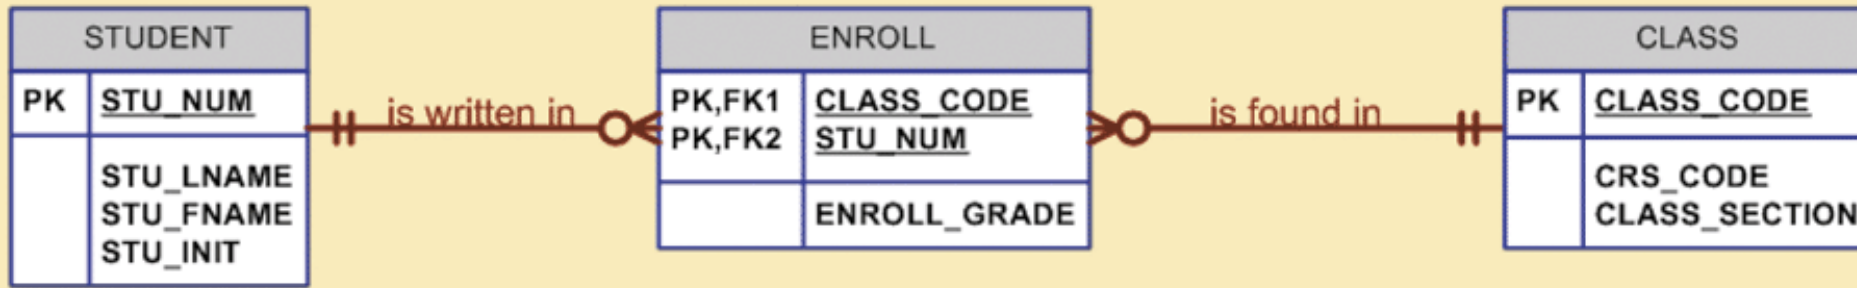 STUDENT
PK STU_NUM
STU_LNAME
STU_FNAME
STU_INIT
is written in
ENROLL
PK,FK1 CLASS_CODE
PK,FK2 STU_NUM
ENROLL_GRADE
is found in
CLASS
PK CLASS_CODE
CRS_CODE
CLASS_SECTION